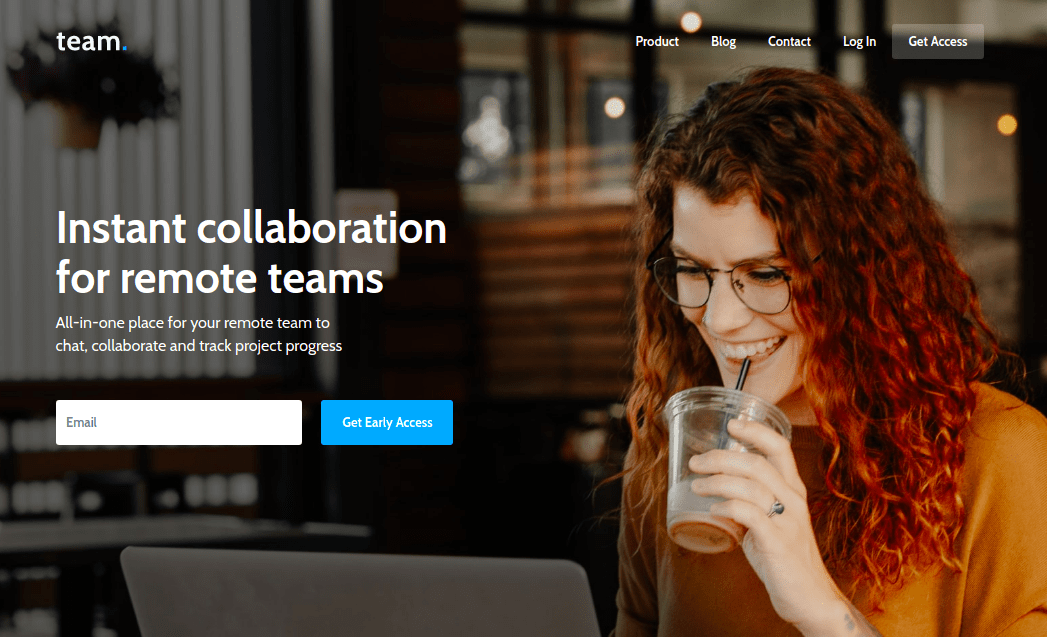 team.
Product Blog Contact Log In Get Access
Instant collaboration
for remote teams
All-in-one place for your remote team to
chat, collaborate and track project progress
Email
Get Early Access